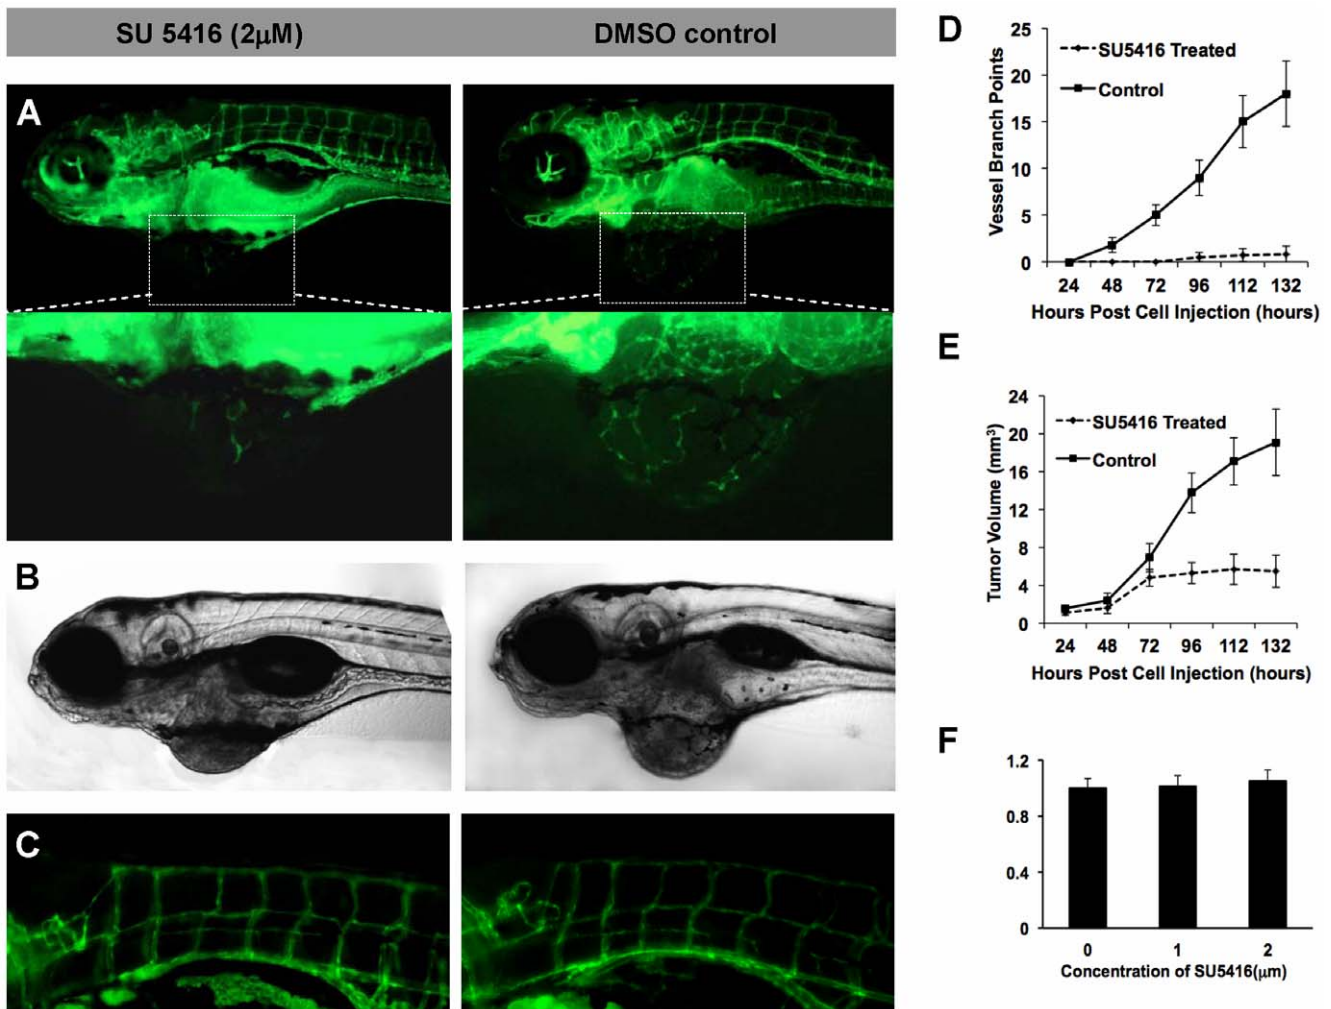 SU 5416 (2μM)
DMSO control
A
B
C
D
25
20
15
10
5
0
Vessel Branch Points
SU5416 Treated
Control
24 48 72 96 112 132
Hours Post Cell Injection (hours)
E
24
20
16
12
8
4
0
Tumor Volume (mm³)
SU5416 Treated
Control
24 48 72 96 112 132
Hours Post Cell Injection (hours)
F
1.2
0.8
0.4
0
0 1 2
Concentration of SU5416(μm)